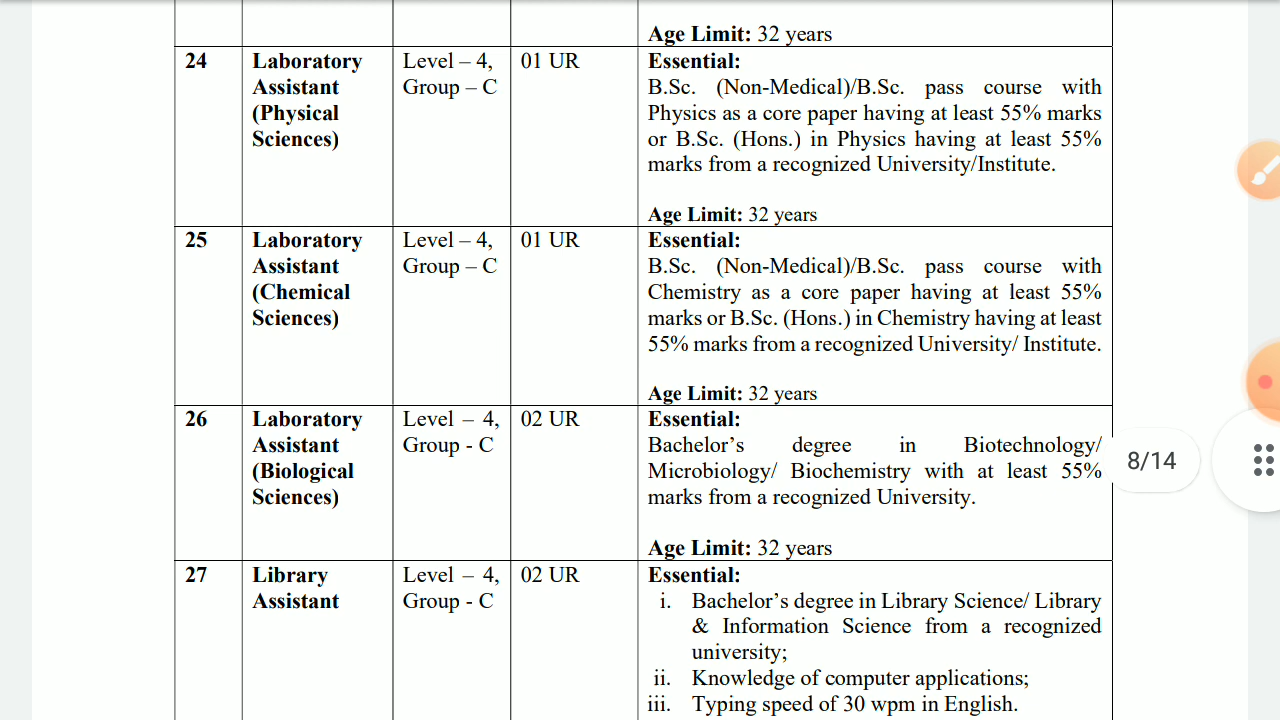 Age Limit: 32 years
24 Laboratory Assistant (Physical Sciences) Level – 4, Group – C 01 UR Essential:
B.Sc. (Non-Medical)/B.Sc. pass course with
Physics as a core paper having at least 55% marks
or B.Sc. (Hons.) in Physics having at least 55%
marks from a recognized University/Institute.
Age Limit: 32 years
25 Laboratory Assistant (Chemical Sciences) Level – 4, Group – C 01 UR Essential:
B.Sc. (Non-Medical)/B.Sc. pass course with
Chemistry as a core paper having at least 55%
marks or B.Sc. (Hons.) in Chemistry having at least
55% marks from a recognized University/ Institute.
Age Limit: 32 years
26 Laboratory Assistant (Biological Sciences) Level – 4, Group - C 02 UR Essential:
Bachelor’s degree in Biotechnology/
Microbiology/ Biochemistry with at least 55%
marks from a recognized University.
Age Limit: 32 years
27 Library Assistant Level – 4, Group - C 02 UR Essential:
i. Bachelor’s degree in Library Science/ Library
& Information Science from a recognized
university;
ii. Knowledge of computer applications;
iii. Typing speed of 30 wpm in English.
8/14